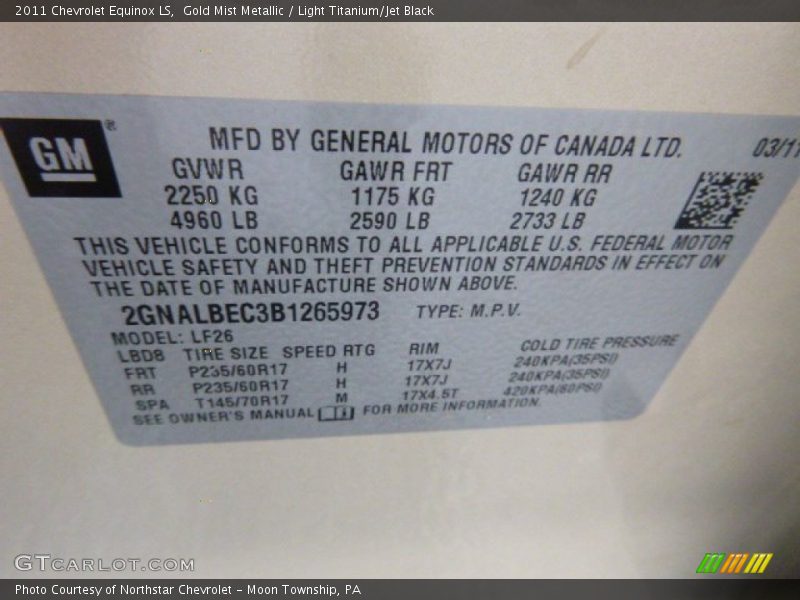 2011 Chevrolet Equinox LS,  Gold Mist Metallic / Light Titanium/Jet Black
GM®
MFD BY GENERAL MOTORS OF CANADA LTD. 03/11
GVWR GAWR FRT GAWR RR
2250 KG 1175 KG 1240 KG
4960 LB 2590 LB 2733 LB
THIS VEHICLE CONFORMS TO ALL APPLICABLE U.S. FEDERAL MOTOR
VEHICLE SAFETY AND THEFT PREVENTION STANDARDS IN EFFECT ON
THE DATE OF MANUFACTURE SHOWN ABOVE.
2GNALBEC3B1265973 TYPE: M.P.V.
MODEL: LF26
LBD8 TIRE SIZE SPEED RTG RIM COLD TIRE PRESSURE
FRT P235/60R17 H 17X7J 240KPA(35PSI)
RR P235/60R17 H 17X7J 240KPA(35PSI)
SPA T145/70R17 M 17X4.5T 420KPA(60PSI)
SEE OWNER'S MANUAL FOR MORE INFORMATION.
GTCARLOT.COM
Photo Courtesy of Northstar Chevrolet - Moon Township, PA